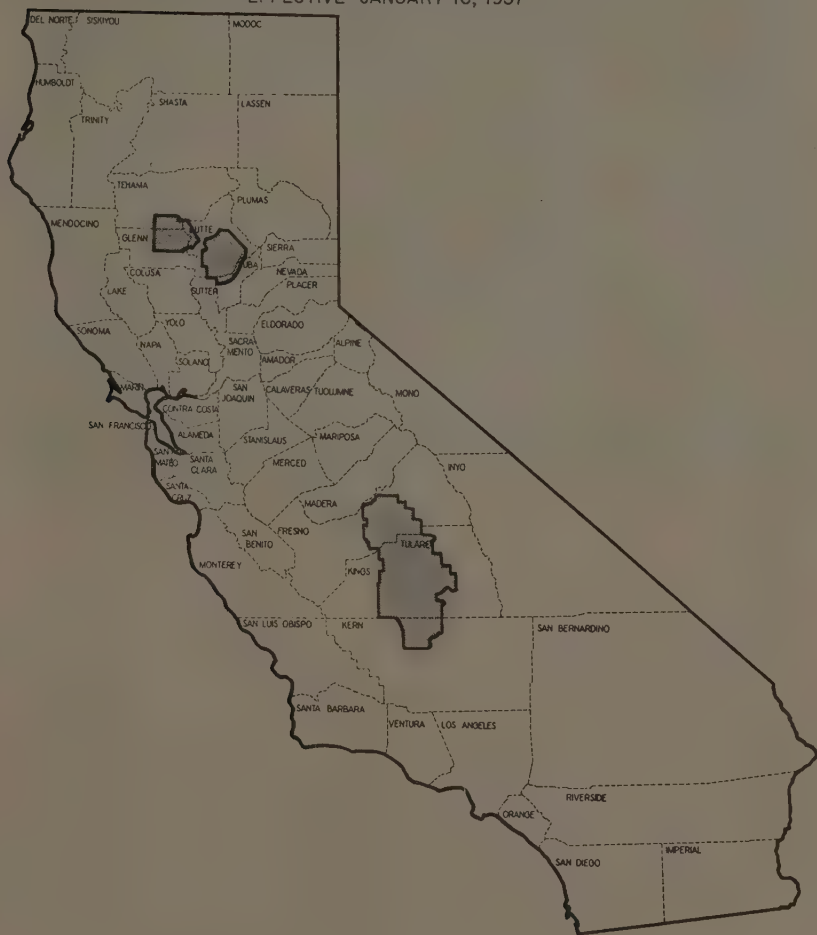 EFFECTIVE JANUARY 18, 1957
DEL NORTE SISKIYOU MODOC
HUMBOLDT
TRINITY SHASTA LASSEN
TEHAMA
PLUMAS
MENDOCINO
GLENN BUTTE
SIERRA
COLUSA YUBA NEVADA
LAKE SUTTER PLACER
SONOMA YOLO ELDORADO
NAPA SACRA
MENTO ALPINE
SOLANO AMADOR
MARIN SAN
JOAQUIN CALAVERAS TUOLUMNE MONO
CONTRA COSTA
SAN FRANCISCO
ALAMEDA STANISLAUS MARIPOSA
SAN
MATEO SANTA
CLARA MERCED INYO
SANTA
CRUZ MADERA
SAN
BENITO FRESNO
TULARE
MONTEREY KINGS
SAN LUIS OBISPO KERN SAN BERNARDINO
SANTA BARBARA
VENTURA LOS ANGELES
RIVERSIDE
ORANGE
SAN DIEGO IMPERIAL